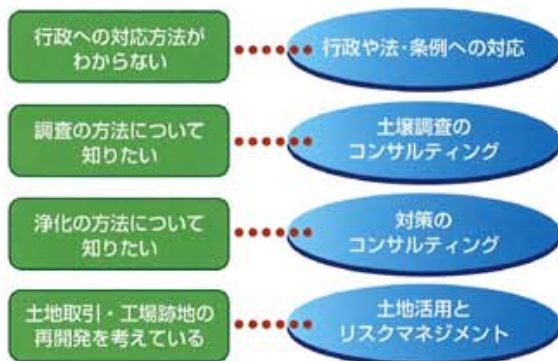 行政への対応方法が
わからない
行政や法・条例への対応
調査の方法について
知りたい
土壌調査の
コンサルティング
浄化の方法について
知りたい
対策の
コンサルティング
土地取引・工場跡地の
再開発を考えている
土地活用と
リスクマネジメント